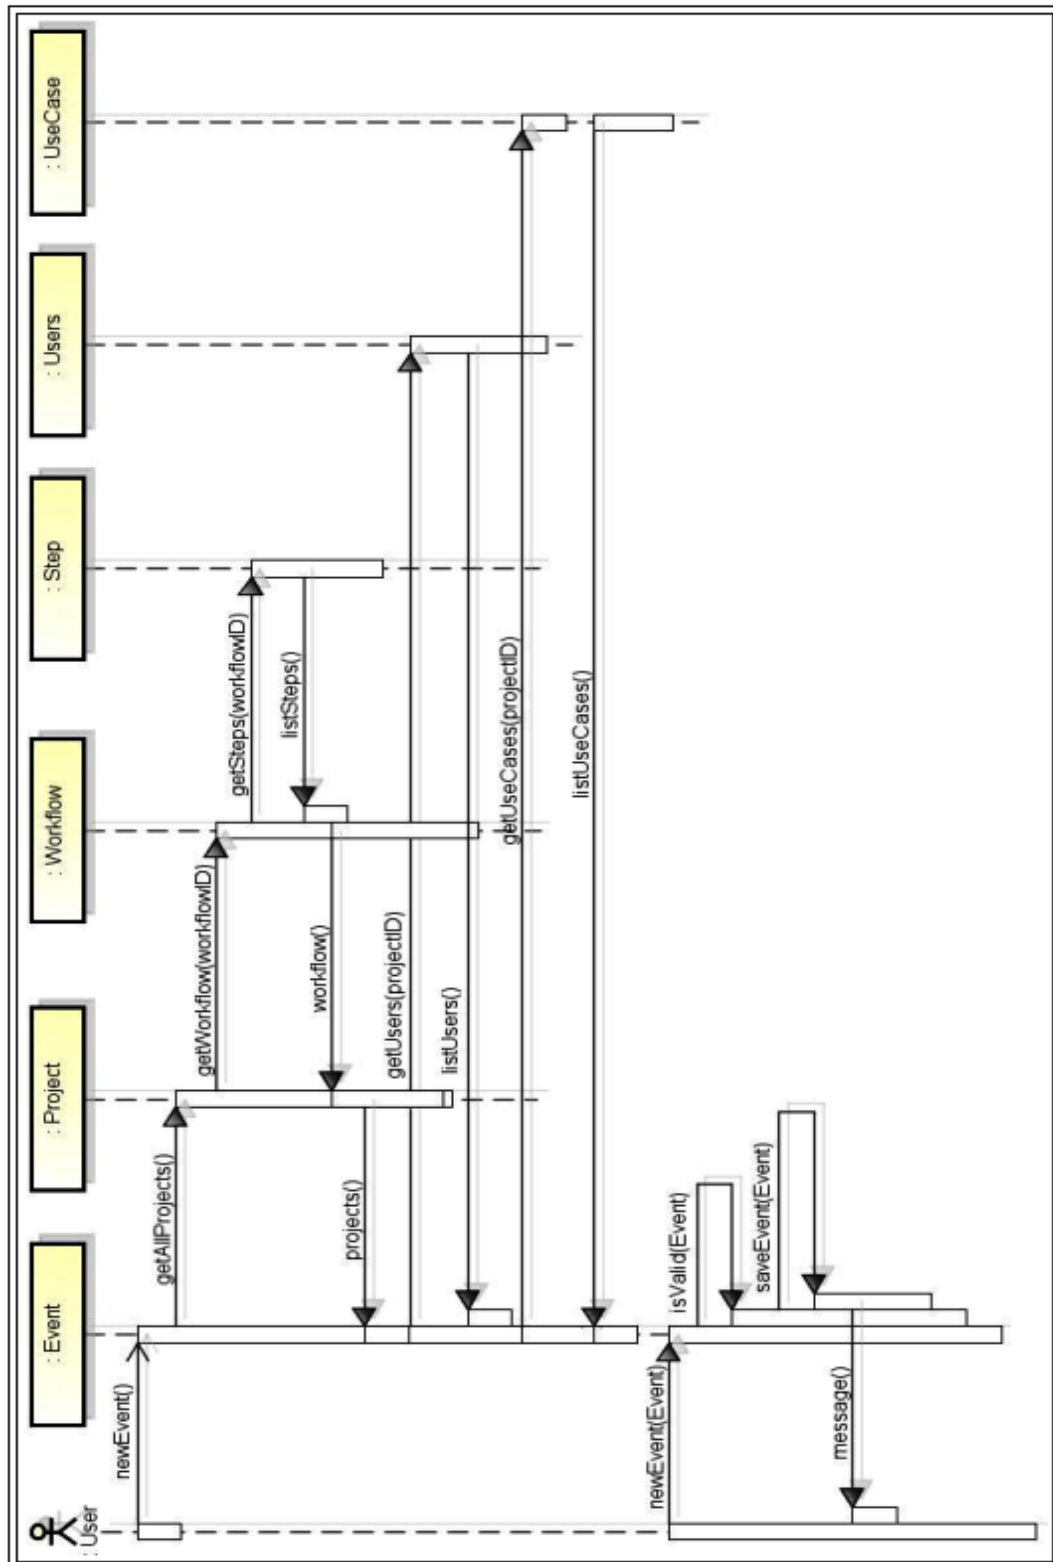 : User
: Event
: Project
: Workflow
: Step
: Users
: UseCase
newEvent()
getAllProjects()
getWorkflow(workflowID)
getSteps(workflowID)
listSteps()
workflow()
projects()
getUsers(projectID)
listUsers()
getUseCases(projectID)
listUseCases()
newEvent(Event)
isValid(Event)
saveEvent(Event)
message()